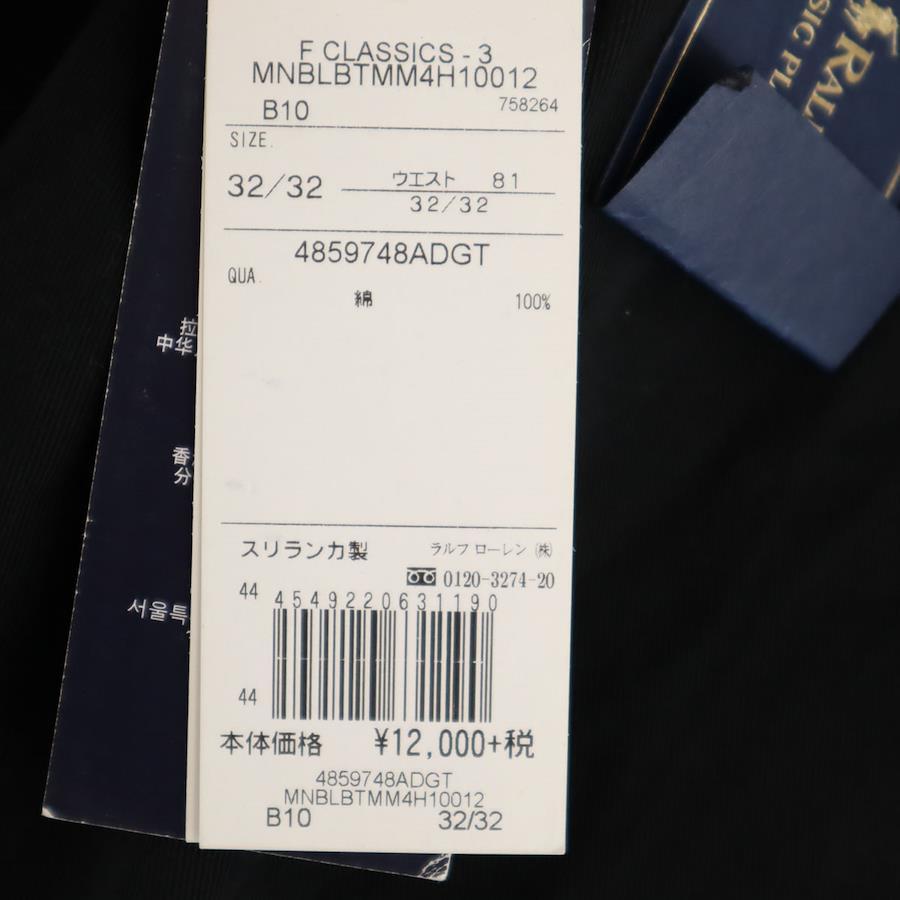 F CLASSICS - 3
MNBLBTMM4H10012
B10 758264
SIZE.
32/32 ウエスト 81
32/32
4859748ADGT
QUA.
綿 100%
スリランカ製 ラルフ ローレン ㈱
0120-3274-20
44 4549220631190
44
本体価格 ¥12,000+税
4859748ADGT
MNBLBTMM4H10012
B10 32/32
拉
中华
香
分
서울특